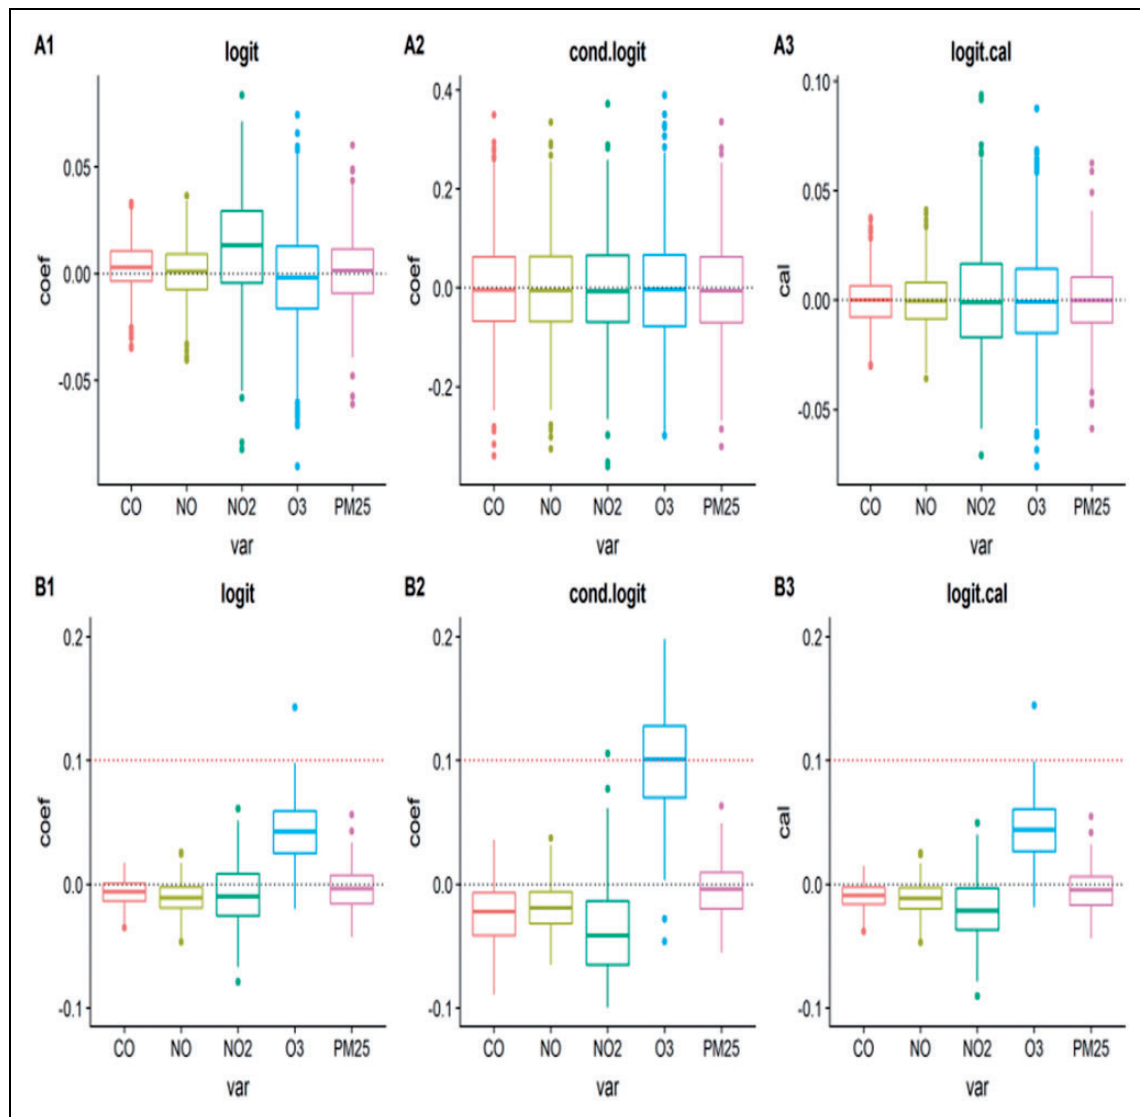 A1 logit
A2 cond.logit
A3 logit.cal
coef
0.05
0.00
-0.05
CO NO NO2 O3 PM25
var
coef
0.4
0.2
0.0
-0.2
CO NO NO2 O3 PM25
var
cal
0.10
0.05
0.00
-0.05
CO NO NO2 O3 PM25
var
B1 logit
B2 cond.logit
B3 logit.cal
coef
0.2
0.1
0.0
-0.1
CO NO NO2 O3 PM25
var
coef
0.2
0.1
0.0
-0.1
CO NO NO2 O3 PM25
var
cal
0.2
0.1
0.0
-0.1
CO NO NO2 O3 PM25
var